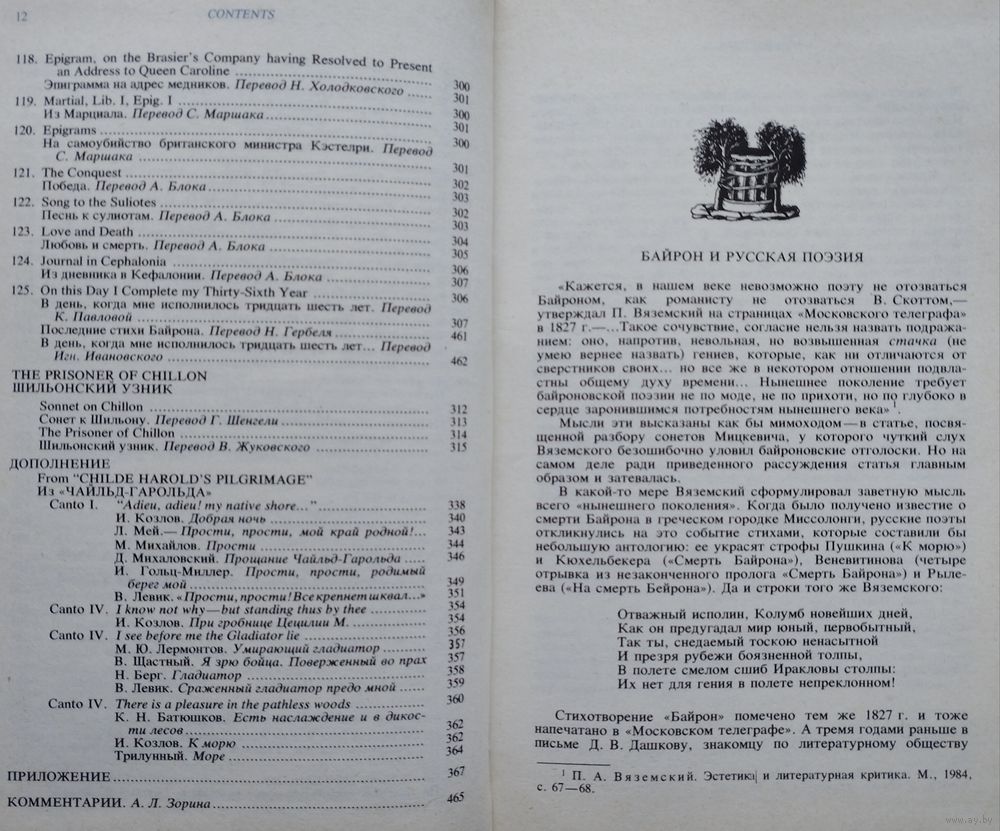 12 CONTENTS
118. Epigram, on the Brasier's Company having Resolved to Present
an Address to Queen Caroline 300
Эпиграмма на адрес медников. Перевод Н. Холодковского 301
119. Martial, Lib. I, Epig. I 300
Из Марциала. Перевод С. Маршака 301
120. Epigrams 300
На самоубийство британского министра Кэстелри. Перевод
С. Маршака 301
121. The Conquest 302
Победа. Перевод А. Блока 303
122. Song to the Suliotes 302
Песнь к сулиотам. Перевод А. Блока 303
123. Love and Death 304
Любовь и смерть. Перевод А. Блока 305
124. Journal in Cephalonia 306
Из дневника в Кефалонии. Перевод А. Блока 307
125. On this Day I Complete my Thirty-Sixth Year 306
В день, когда мне исполнилось тридцать шесть лет. Перевод
К. Павловой 307
Последние стихи Байрона. Перевод Н. Гербеля 461
В день, когда мне исполнилось тридцать шесть лет... Перевод
Игн. Ивановского 462
THE PRISONER OF CHILLON
ШИЛЬОНСКИЙ УЗНИК
Sonnet on Chillon 312
Сонет к Шильону. Перевод Г. Шенгели 313
The Prisoner of Chillon 314
Шильонский узник. Перевод В. Жуковского 315
ДОПОЛНЕНИЕ
From "CHILDE HAROLD'S PILGRIMAGE"
Из «ЧАЙЛЬД-ГАРОЛЬДА»
Canto I. "Adieu, adieu! my native shore..." 338
И. Козлов. Добрая ночь 340
Л. Мей.— Прости, прости, мой край родной!... 343
М. Михайлов. Прости 344
Д. Михаловский. Прощание Чайльд-Гарольда 346
И. Гольц-Миллер. Прости, прости, родимый
берег мой 349
В. Левик. «Прости, прости! Все крепнет шквал...» 351
Canto IV. I know not why—but standing thus by thee 354
И. Козлов. При гробнице Цецилии М. 354
Canto IV. I see before me the Gladiator lie 356
М. Ю. Лермонтов. Умирающий гладиатор 357
В. Щастный. Я зрю бойца. Поверженный во прах 357
Н. Берг. Гладиатор 358
В. Левик. Сраженный гладиатор предо мной 359
Canto IV. There is a pleasure in the pathless woods 360
К. Н. Батюшков. Есть наслаждение и в дикос-
ти лесов 362
И. Козлов. К морю 362
Трилунный. Море 364
ПРИЛОЖЕНИЕ 367
КОММЕНТАРИИ. А. Л. Зорина 465
БАЙРОН И РУССКАЯ ПОЭЗИЯ
«Кажется, в нашем веке невозможно поэту не отозваться
Байроном, как романисту не отозваться В. Скоттом,—
утверждал П. Вяземский на страницах «Московского телеграфа»
в 1827 г.—...Такое сочувствие, согласие нельзя назвать подража-
нием: оно, напротив, невольная, но возвышенная стачка (не
умею вернее назвать) гениев, которые, как ни отличаются от
сверстников своих... но все же в некотором отношении подвла-
стны общему духу времени... Нынешнее поколение требует
байроновской поэзии не по моде, не по прихоти, но по глубоко в
сердце заронившимся потребностям нынешнего века» 1.
Мысли эти высказаны как бы мимоходом—в статье, посвя-
щенной разбору сонетов Мицкевича, у которого чуткий слух
Вяземского безошибочно уловил байроновские отголоски. Но на
самом деле ради приведенного рассуждения статья главным
образом и затевалась.
В какой-то мере Вяземский сформулировал заветную мысль
всего «нынешнего поколения». Когда было получено известие о
смерти Байрона в греческом городке Миссолонги, русские поэты
откликнулись на это событие стихами, которые составили бы
небольшую антологию: ее украсят строфы Пушкина («К морю»)
и Кюхельбекера («Смерть Байрона»), Веневитинова (четыре
отрывка из незаконченного пролога «Смерть Байрона») и Рыле-
ева («На смерть Бейрона»). Да и строки того же Вяземского:
Отважный исполин, Колумб новейших дней,
Как он предугадал мир юный, первобытный,
Так ты, снедаемый тоскою ненасытной
И презря рубежи боязненной толпы,
В полете смелом сшиб Иракловы столпы:
Их нет для гения в полете непреклонном!
Стихотворение «Байрон» помечено тем же 1827 г. и тоже
напечатано в «Московском телеграфе». А тремя годами раньше в
письме Д. В. Дашкову, знакомцу по литературному обществу
1 П. А. Вяземский. Эстетика и литературная критика. М., 1984,
с. 67—68.
www.ay.by